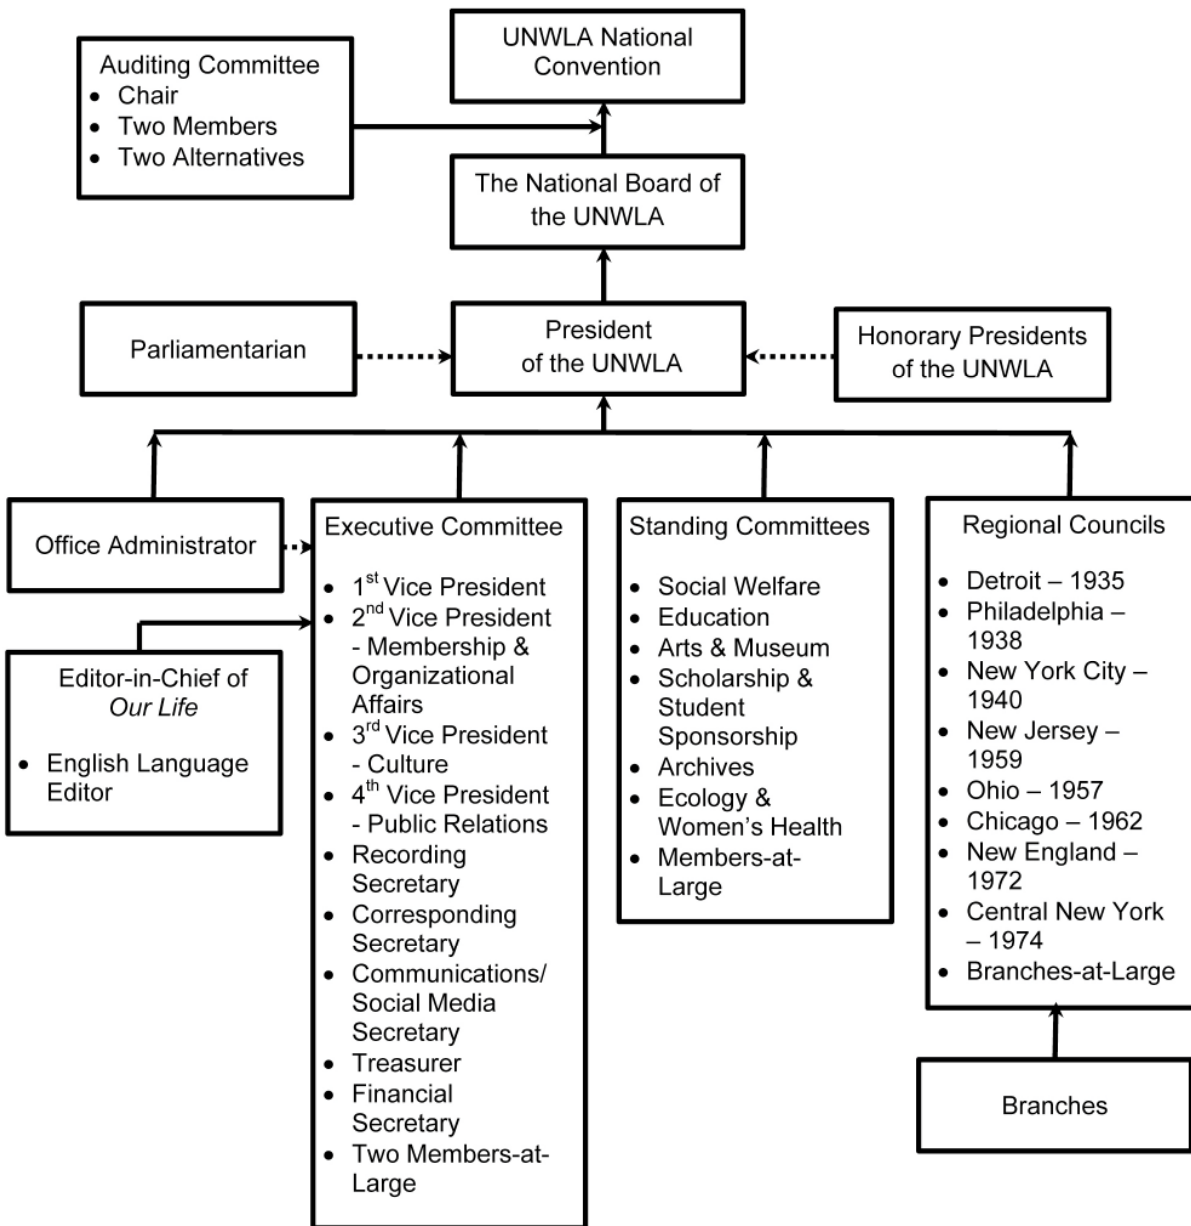 UNWLA National
Convention
Auditing Committee
• Chair
• Two Members
• Two Alternatives
The National Board of
the UNWLA
Parliamentarian
President
of the UNWLA
Honorary Presidents
of the UNWLA
Office Administrator
Executive Committee
• 1st Vice President
• 2nd Vice President
- Membership &
Organizational
Affairs
• 3rd Vice President
- Culture
• 4th Vice President
- Public Relations
• Recording
Secretary
• Corresponding
Secretary
• Communications/
Social Media
Secretary
• Treasurer
• Financial
Secretary
• Two Members-at-
Large
Standing Committees
• Social Welfare
• Education
• Arts & Museum
• Scholarship &
Student
Sponsorship
• Archives
• Ecology &
Women's Health
• Members-at-
Large
Regional Councils
• Detroit – 1935
• Philadelphia –
1938
• New York City –
1940
• New Jersey –
1959
• Ohio – 1957
• Chicago – 1962
• New England –
1972
• Central New York
– 1974
• Branches-at-Large
Editor-in-Chief of
Our Life
• English Language
Editor
Branches